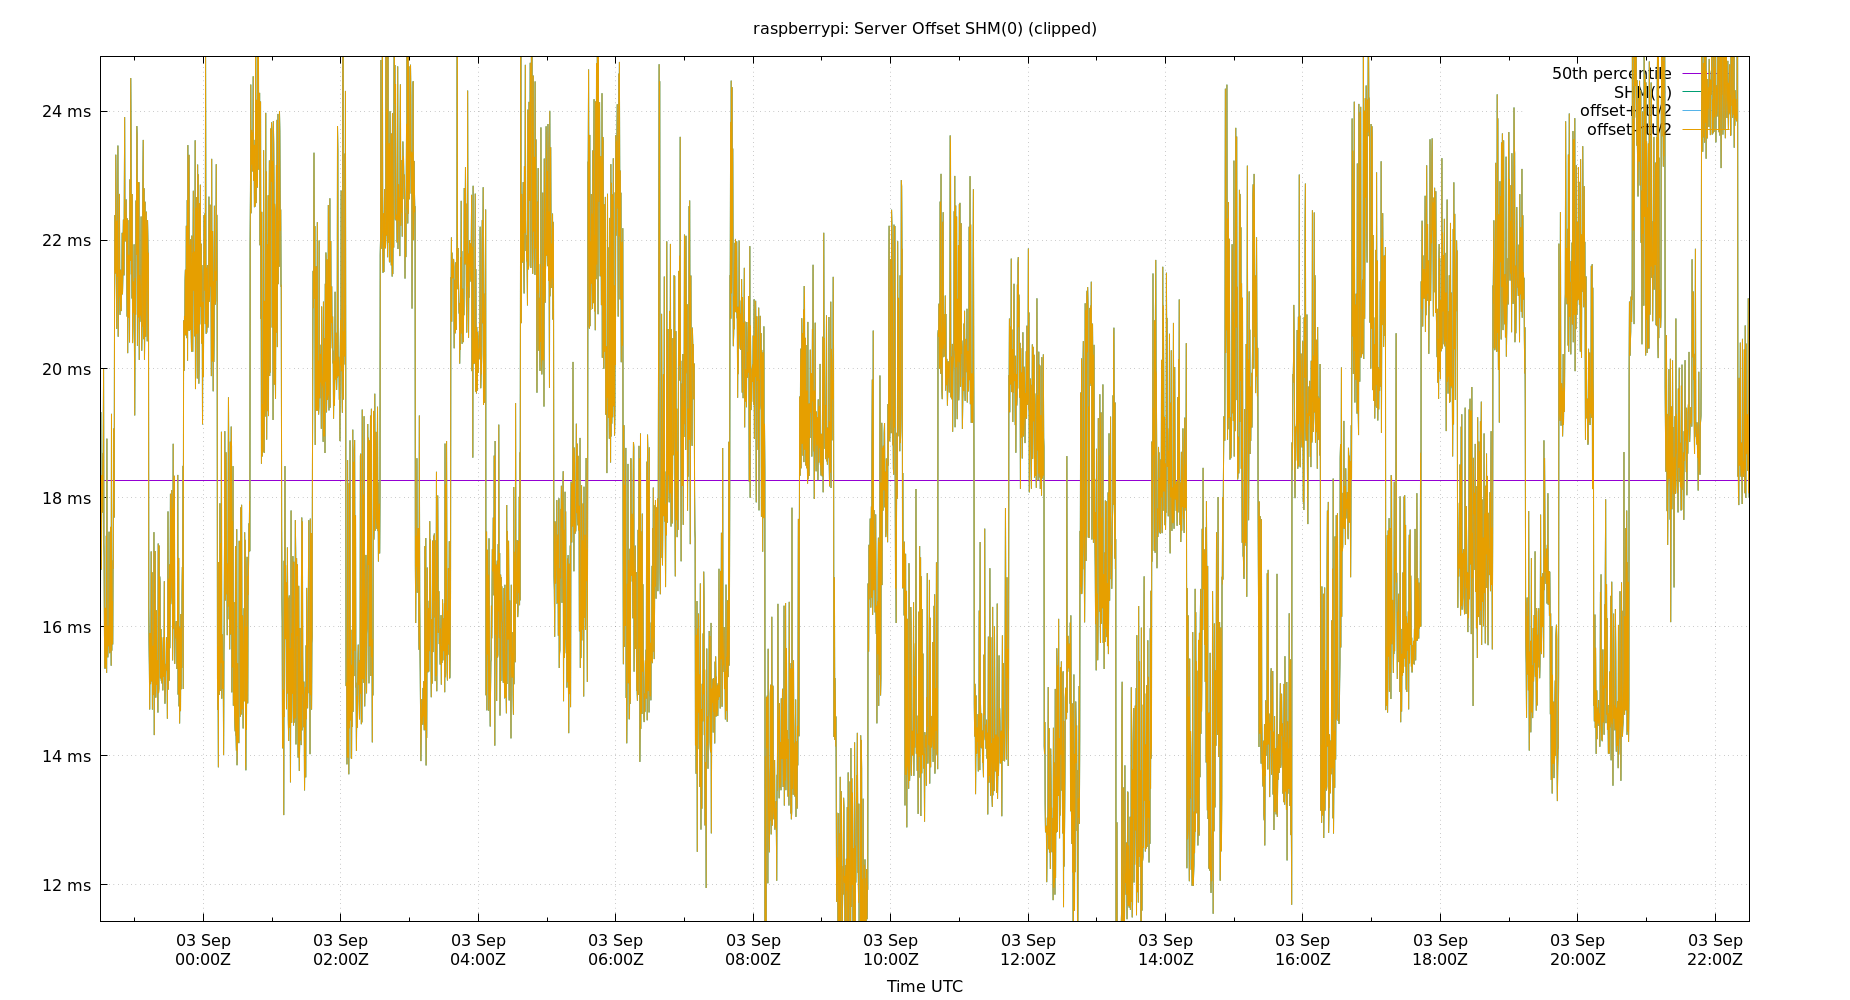 raspberrypi: Server Offset SHM(0) (clipped)
50th percentile
SHM(0)
offset+rtt/2
offset-rtt/2
24 ms
22 ms
20 ms
18 ms
16 ms
14 ms
12 ms
03 Sep 03 Sep 03 Sep 03 Sep 03 Sep 03 Sep 03 Sep 03 Sep 03 Sep 03 Sep 03 Sep 03 Sep
00:00Z 02:00Z 04:00Z 06:00Z 08:00Z 10:00Z 12:00Z 14:00Z 16:00Z 18:00Z 20:00Z 22:00Z
Time UTC